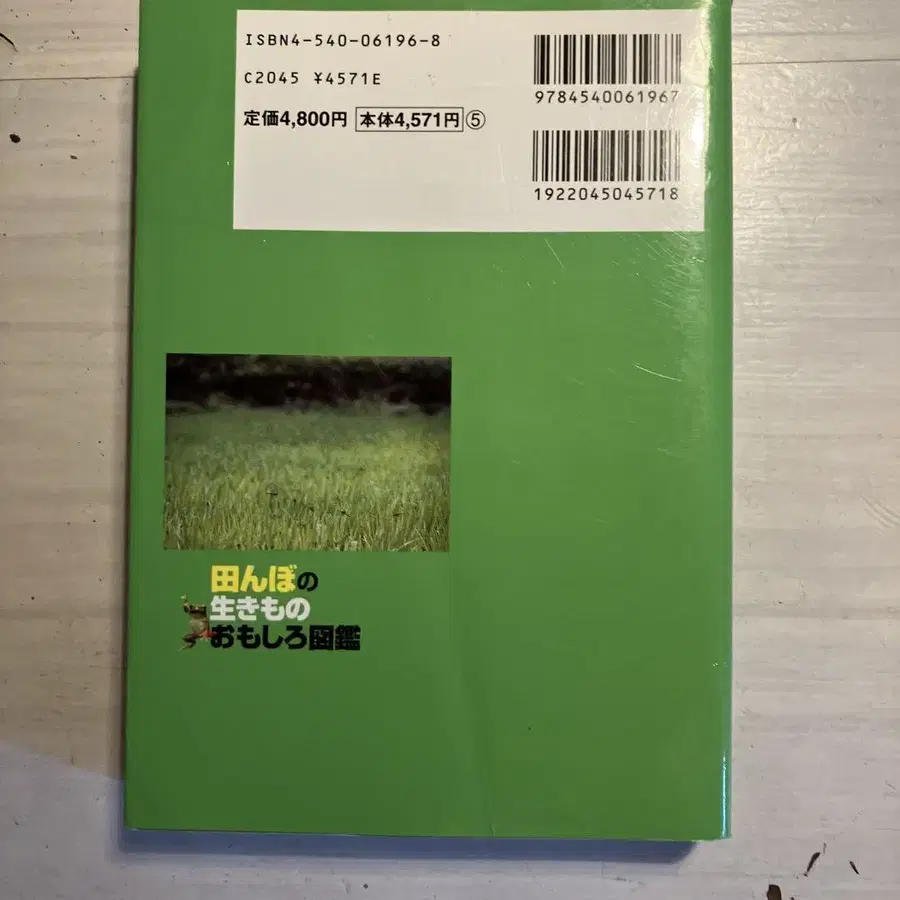 ISBN4-540-06196-8
C2045 ¥4571E
定価4,800円 本体4,571円⑤
9784540061967
1922045045718
田んぼの
生きもの
おもしろ図鑑